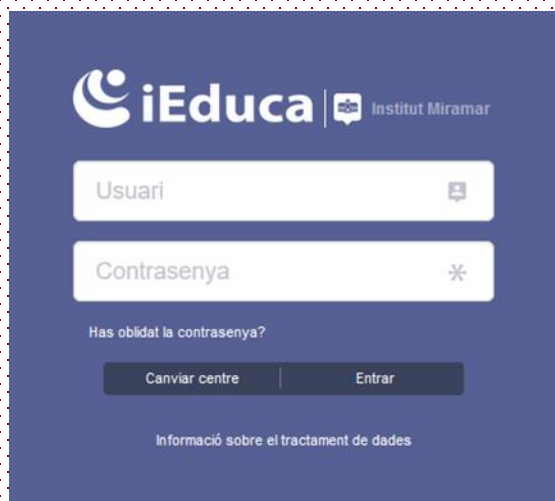 iEduca Institut Miramar
Usuari
Contrasenya
Has oblidat la contrasenya?
Canviar centre Entrar
Informació sobre el tractament de dades